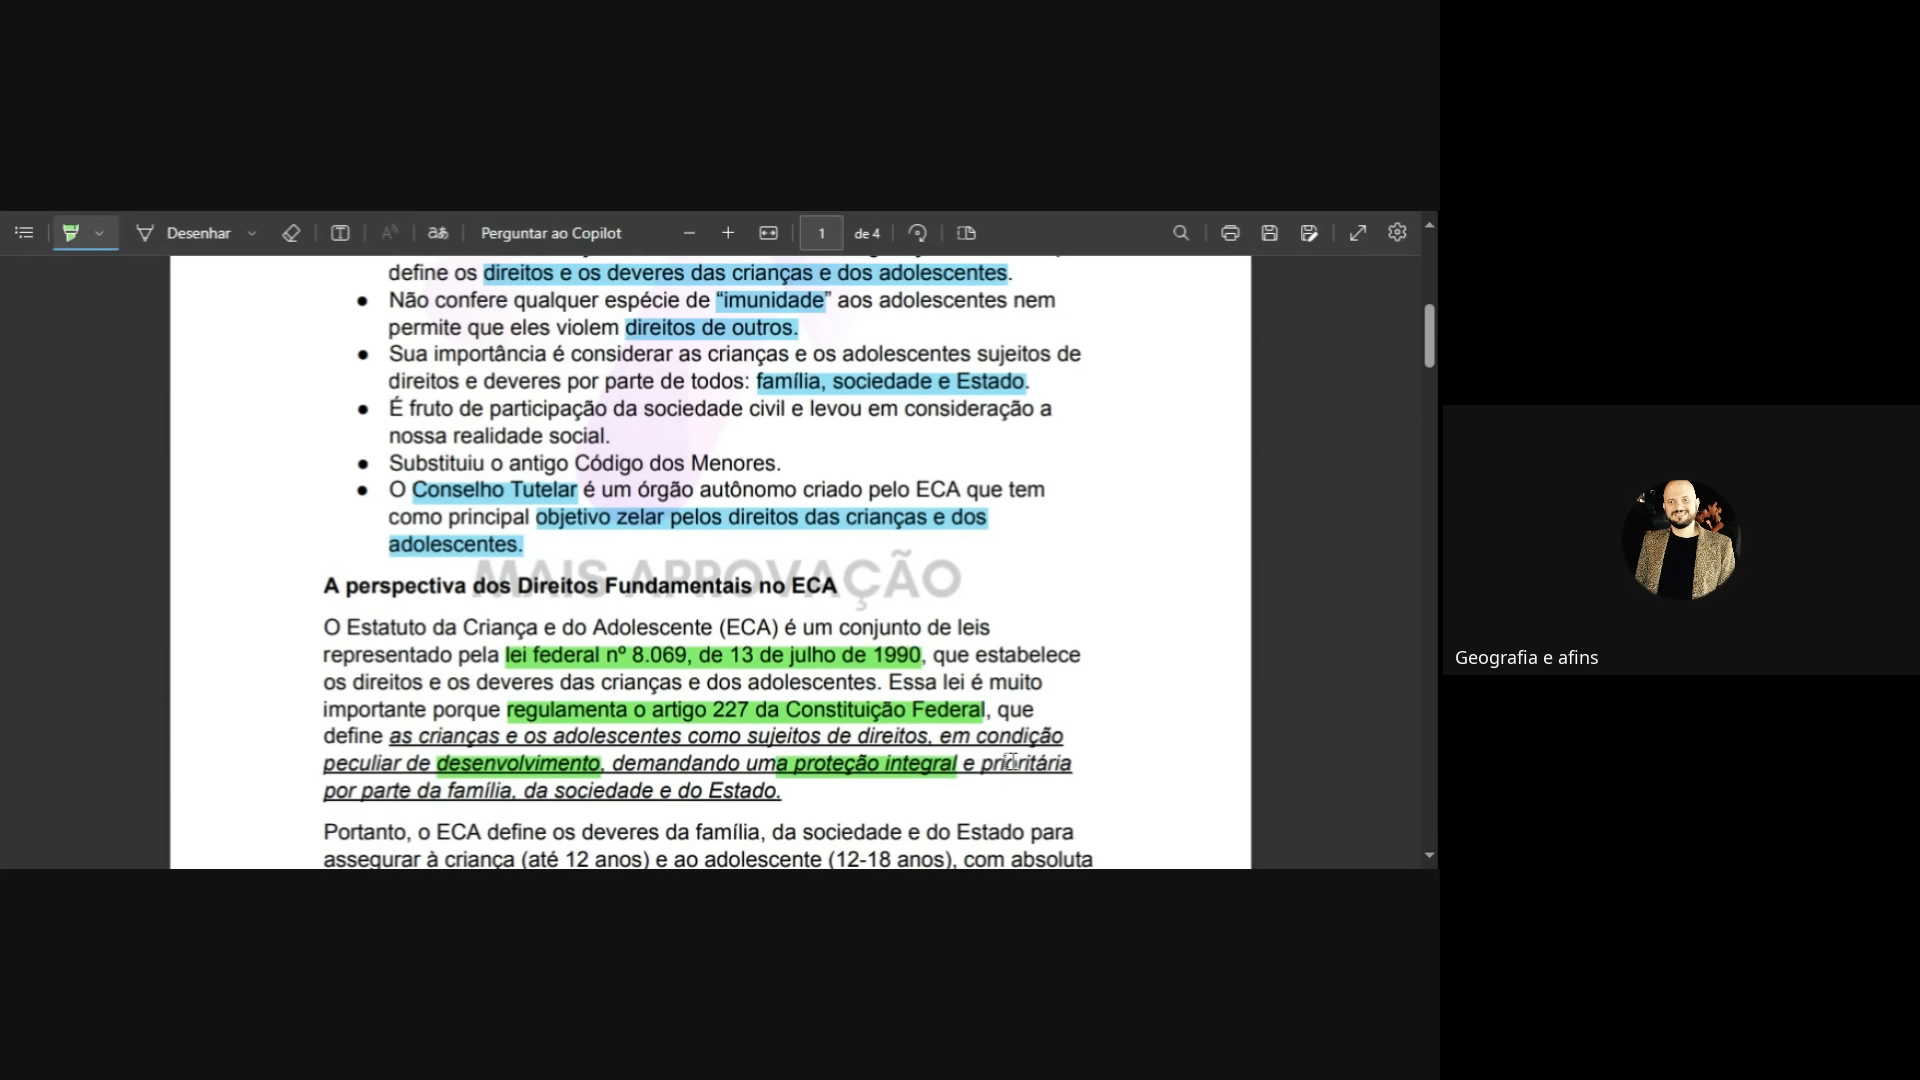 Desenhar
Perguntar ao Copilot
1 de 4
define os direitos e os deveres das crianças e dos adolescentes.
● Não confere qualquer espécie de “imunidade” aos adolescentes nem
permite que eles violem direitos de outros.
● Sua importância é considerar as crianças e os adolescentes sujeitos de
direitos e deveres por parte de todos: família, sociedade e Estado.
● É fruto de participação da sociedade civil e levou em consideração a
nossa realidade social.
● Substituiu o antigo Código dos Menores.
● O Conselho Tutelar é um órgão autônomo criado pelo ECA que tem
como principal objetivo zelar pelos direitos das crianças e dos
adolescentes.
MAIS APROVAÇÃO
A perspectiva dos Direitos Fundamentais no ECA
O Estatuto da Criança e do Adolescente (ECA) é um conjunto de leis
representado pela lei federal nº 8.069, de 13 de julho de 1990, que estabelece
os direitos e os deveres das crianças e dos adolescentes. Essa lei é muito
importante porque regulamenta o artigo 227 da Constituição Federal, que
define as crianças e os adolescentes como sujeitos de direitos, em condição
peculiar de desenvolvimento, demandando uma proteção integral e prioritária
por parte da família, da sociedade e do Estado.
Portanto, o ECA define os deveres da família, da sociedade e do Estado para
assegurar à criança (até 12 anos) e ao adolescente (12-18 anos), com absoluta
Geografia e afins